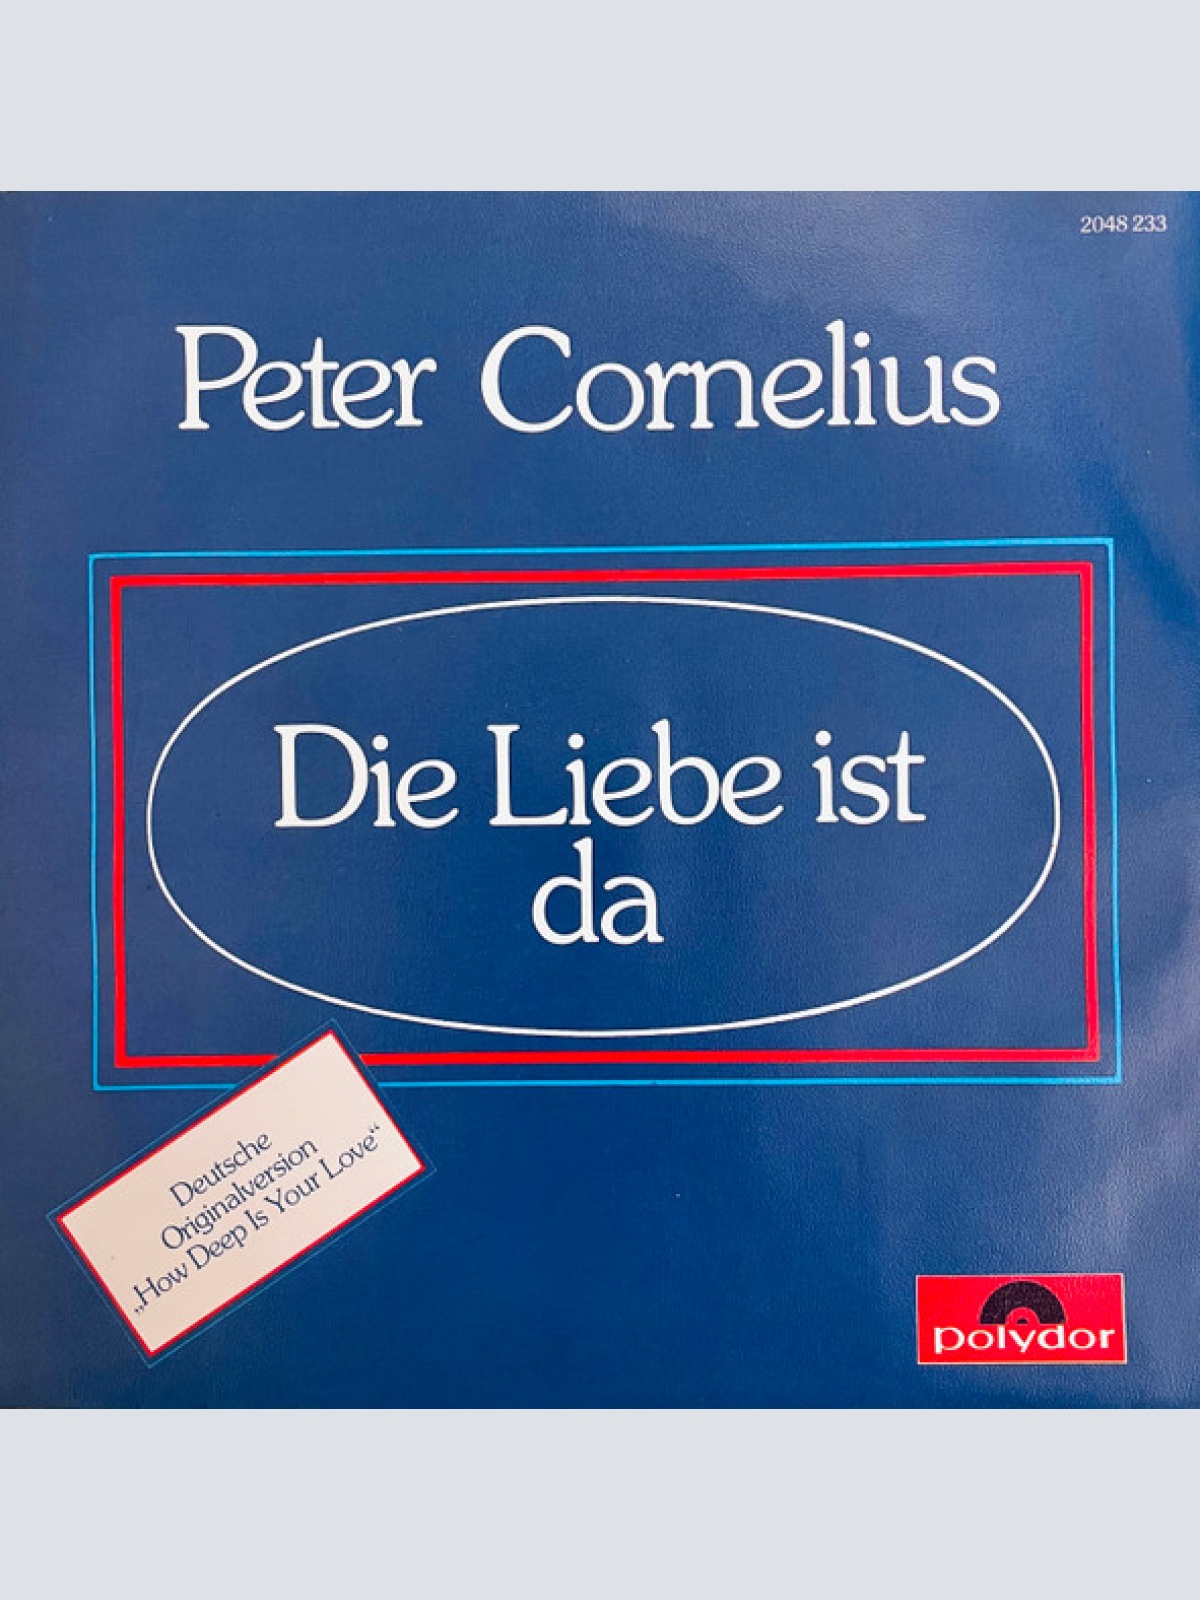 2048 233
Peter Cornelius
Die Liebe ist
da
Deutsche
Originalversion
„How Deep Is Your Love“
polydor